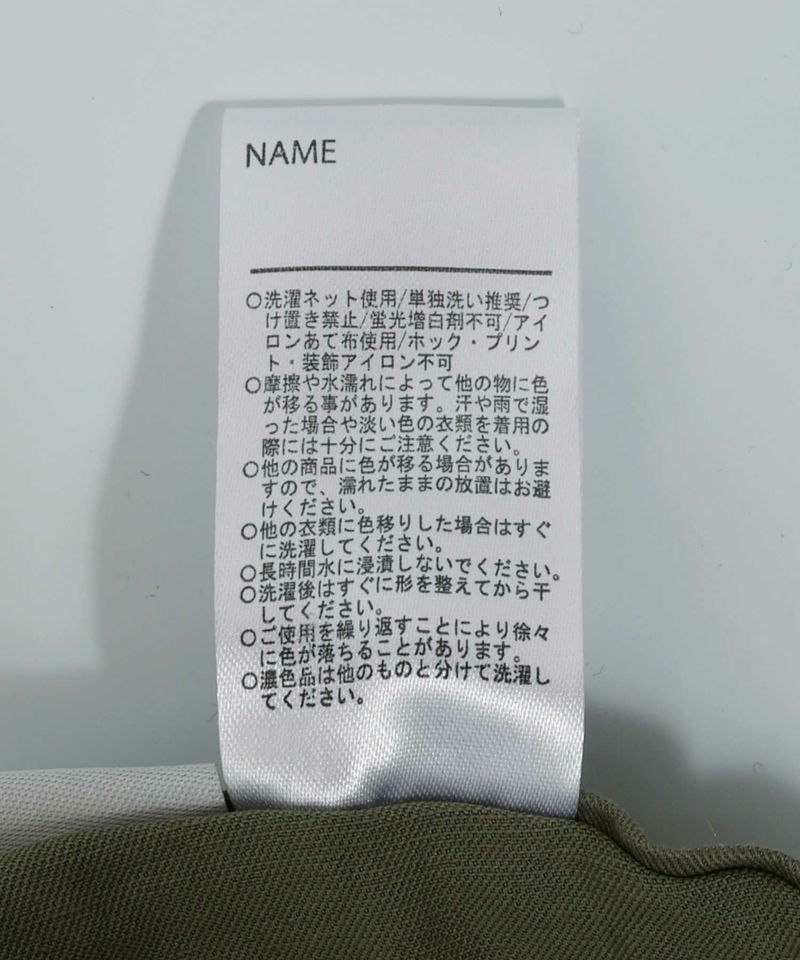 NAME
○洗濯ネット使用/単独洗い推奨/つ
け置き禁止/蛍光増白剤不可/アイ
ロンあて布使用/ホック・プリン
ト・装飾アイロン不可
○摩擦や水濡れによって他の物に色
が移る事があります。汗や雨で湿
った場合や淡い色の衣類を着用の
際には十分にご注意ください。
○他の商品に色が移る場合がありま
すので、濡れたままの放置はお避
けください。
○他の衣類に色移りした場合はすぐ
に洗濯してください。
○長時間水に浸漬しないでください。
○洗濯後はすぐに形を整えてから干
してください。
○ご使用を繰り返すことにより徐々
に色が落ちることがあります。
○濃色品は他のものと分けて洗濯し
てください。